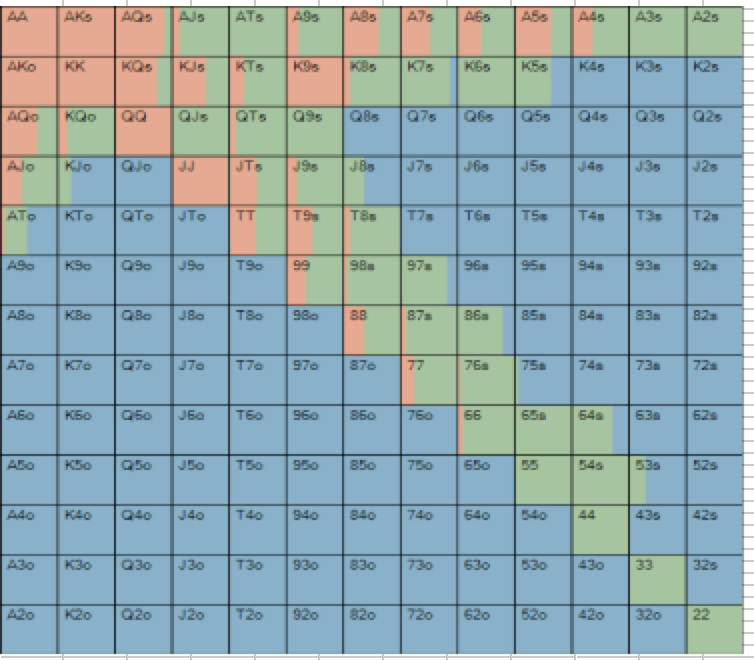 AA AKs AQs AJs ATs A9s A8s A7s A6s A5s A4s A3s A2s
AKo KK KQs KJs KTs K9s K8s K7s K6s K5s K4s K3s K2s
AQo KQo QQ QJs QTs Q9s Q8s Q7s Q6s Q5s Q4s Q3s Q2s
AJo KJo QJo JJ JTs J9s J8s J7s J6s J5s J4s J3s J2s
ATo KTo QTo JTo TT T9s T8s T7s T6s T5s T4s T3s T2s
A9o K9o Q9o J9o T9o 99 98s 97s 96s 95s 94s 93s 92s
A8o K8o Q8o J8o T8o 98o 88 87s 86s 85s 84s 83s 82s
A7o K7o Q7o J7o T7o 97o 87o 77 76s 75s 74s 73s 72s
A6o K6o Q6o J6o T6o 96o 86o 76o 66 65s 64s 63s 62s
A5o K5o Q5o J5o T5o 95o 85o 75o 65o 55 54s 53s 52s
A4o K4o Q4o J4o T4o 94o 84o 74o 64o 54o 44 43s 42s
A3o K3o Q3o J3o T3o 93o 83o 73o 63o 53o 43o 33 32s
A2o K2o Q2o J2o T2o 92o 82o 72o 62o 52o 42o 32o 22